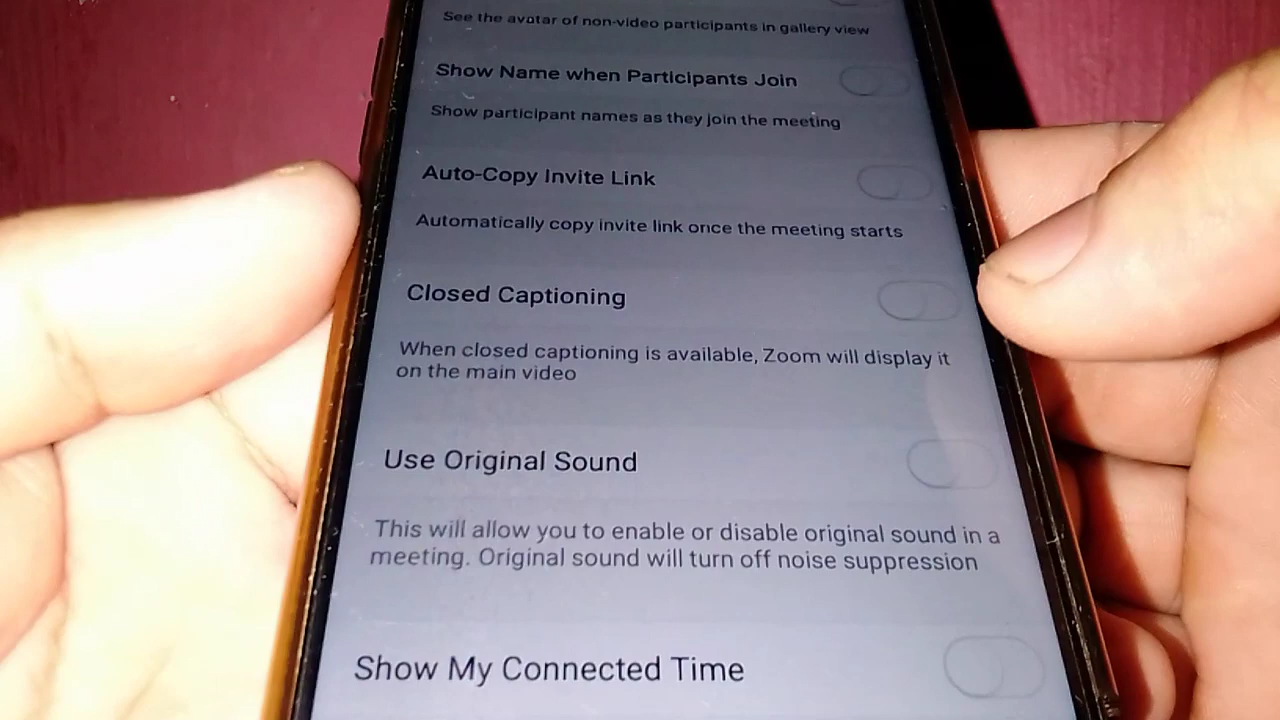 See the avatar of non-video participants in gallery view
Show Name when Participants Join
Show participant names as they join the meeting
Auto-Copy Invite Link
Automatically copy invite link once the meeting starts
Closed Captioning
When closed captioning is available, Zoom will display it
on the main video
Use Original Sound
This will allow you to enable or disable original sound in a
meeting. Original sound will turn off noise suppression
Show My Connected Time